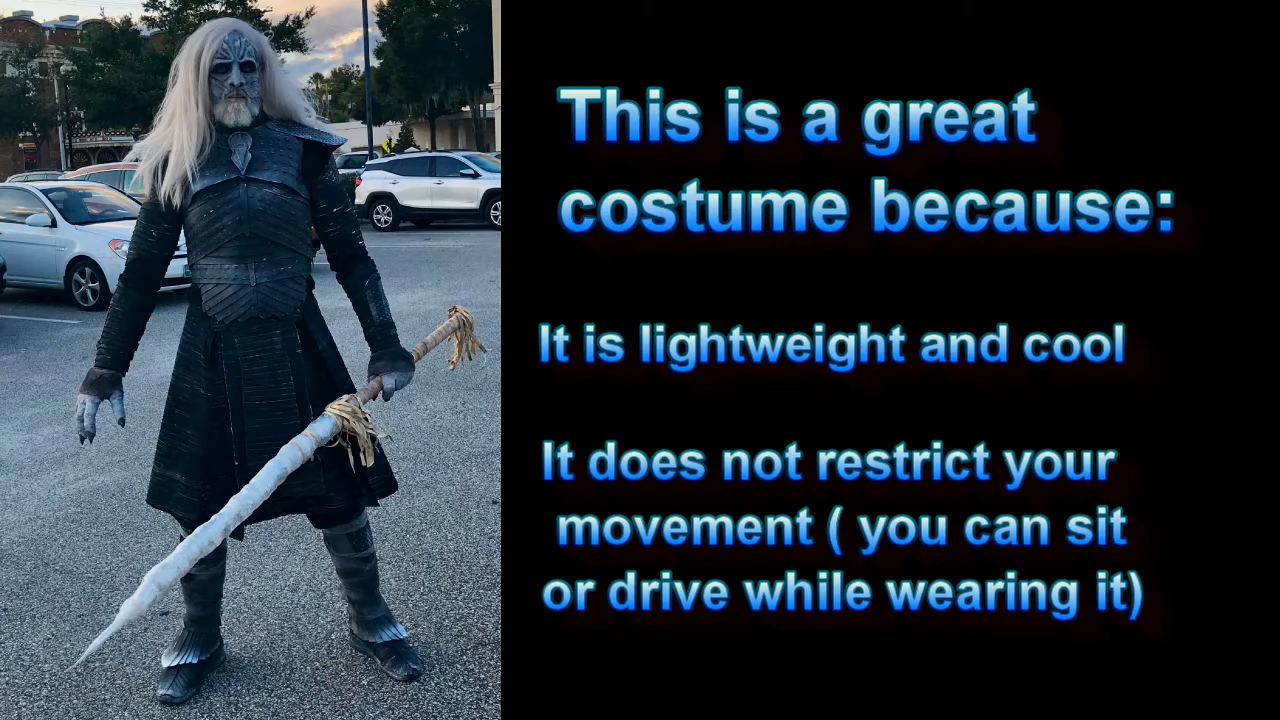 This is a great
costume because:
It is lightweight and cool
It does not restrict your
movement ( you can sit
or drive while wearing it)